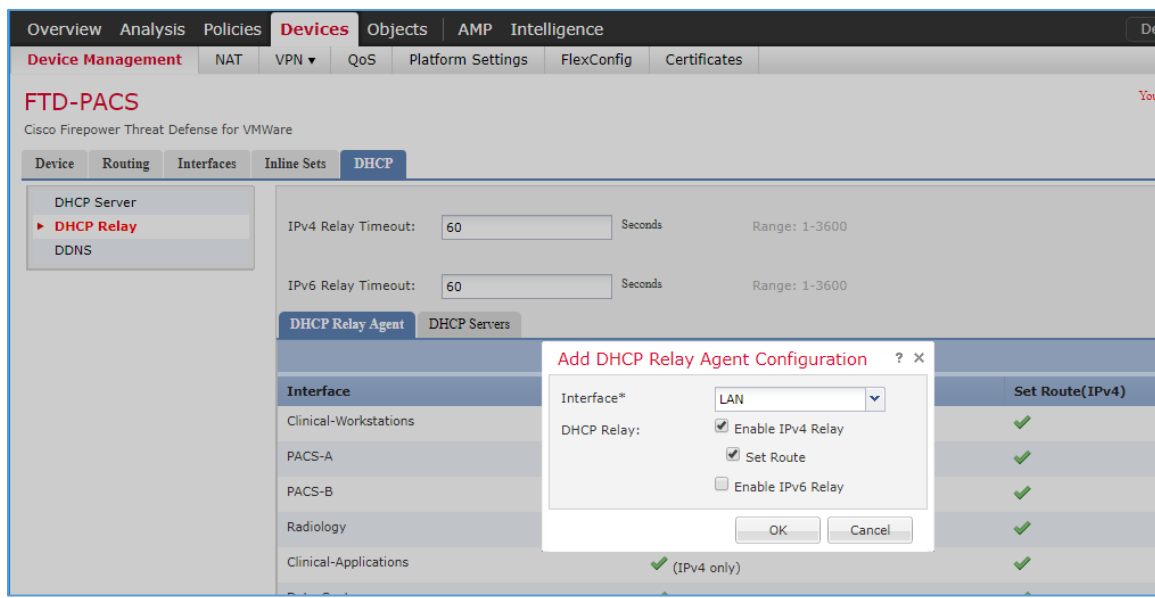 Overview Analysis Policies Devices Objects AMP Intelligence
Device Management NAT VPN ▾ QoS Platform Settings FlexConfig Certificates
FTD-PACS
Cisco Firepower Threat Defense for VMWare
Device Routing Interfaces Inline Sets DHCP
DHCP Server
DHCP Relay
DDNS
IPv4 Relay Timeout: 60 Seconds Range: 1-3600
IPv6 Relay Timeout: 60 Seconds Range: 1-3600
DHCP Relay Agent DHCP Servers
Interface Set Route(IPv4)
Clinical-Workstations
PACS-A
PACS-B
Radiology
Clinical-Applications (IPv4 only)
Add DHCP Relay Agent Configuration ? ×
Interface* LAN
DHCP Relay: Enable IPv4 Relay
Set Route
Enable IPv6 Relay
OK Cancel